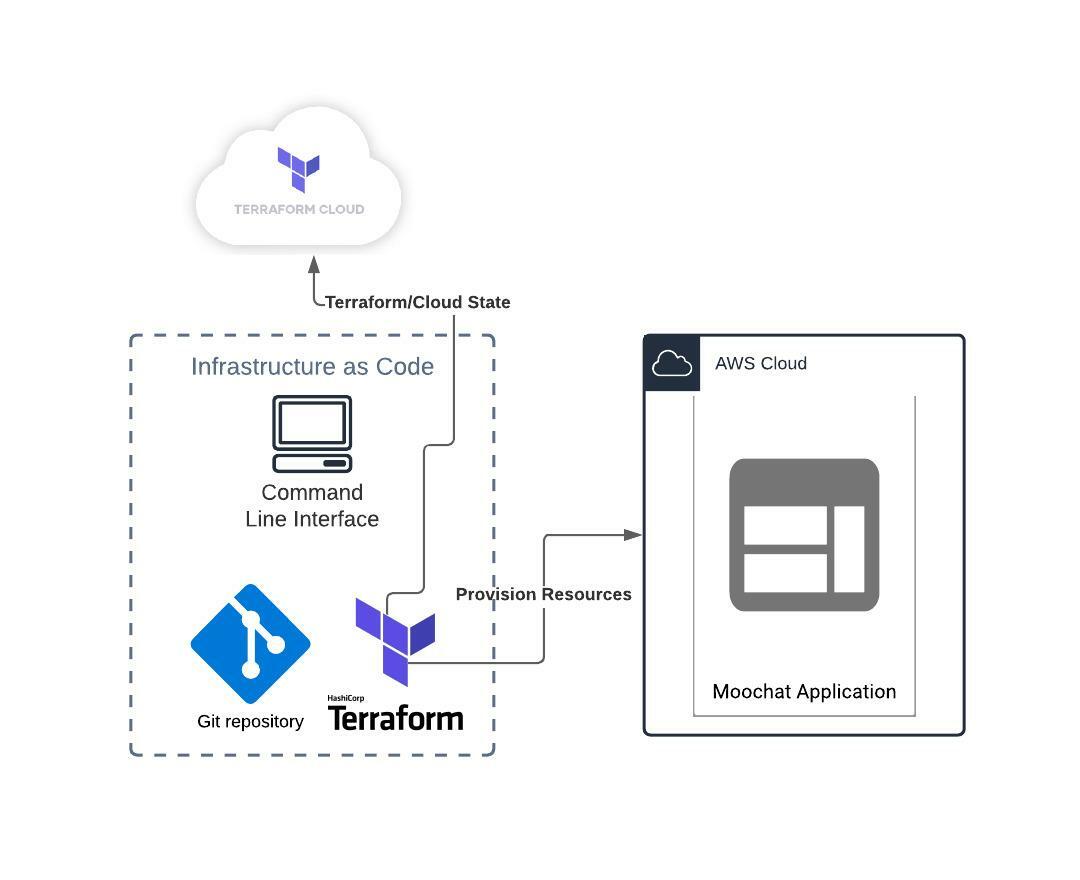 TERRAFORM CLOUD
Terraform/Cloud State
Infrastructure as Code
AWS Cloud
Command
Line Interface
Provision Resources
Moochat Application
HashiCorp
Terraform
Git repository